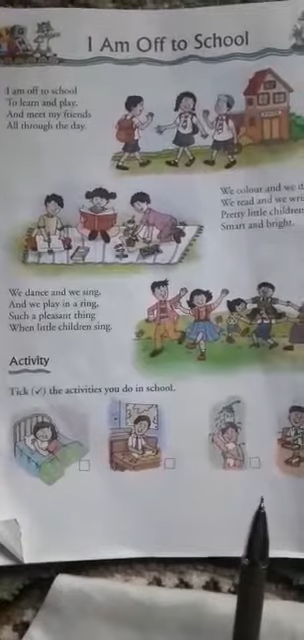 I Am Off to School
I am off to school
To learn and play,
And meet my friends
All through the day.
We colour and we
We read and we
Pretty little children
Smart and bright.
We dance and we sing,
And we play in a ring,
Such a pleasant thing
When little children sing.
Activity
Tick (✓) the activities you do in school.